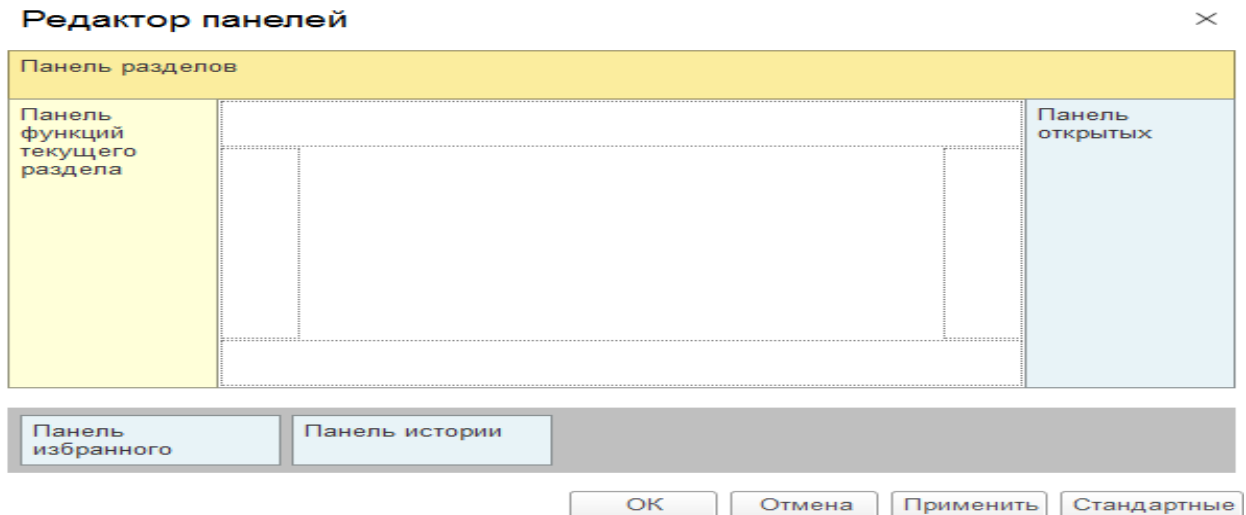 Редактор панелей
Панель разделов
Панель
функций
текущего
раздела
Панель
открытых
Панель
избранного
Панель истории
ОК
Отмена
Применить
Стандартные